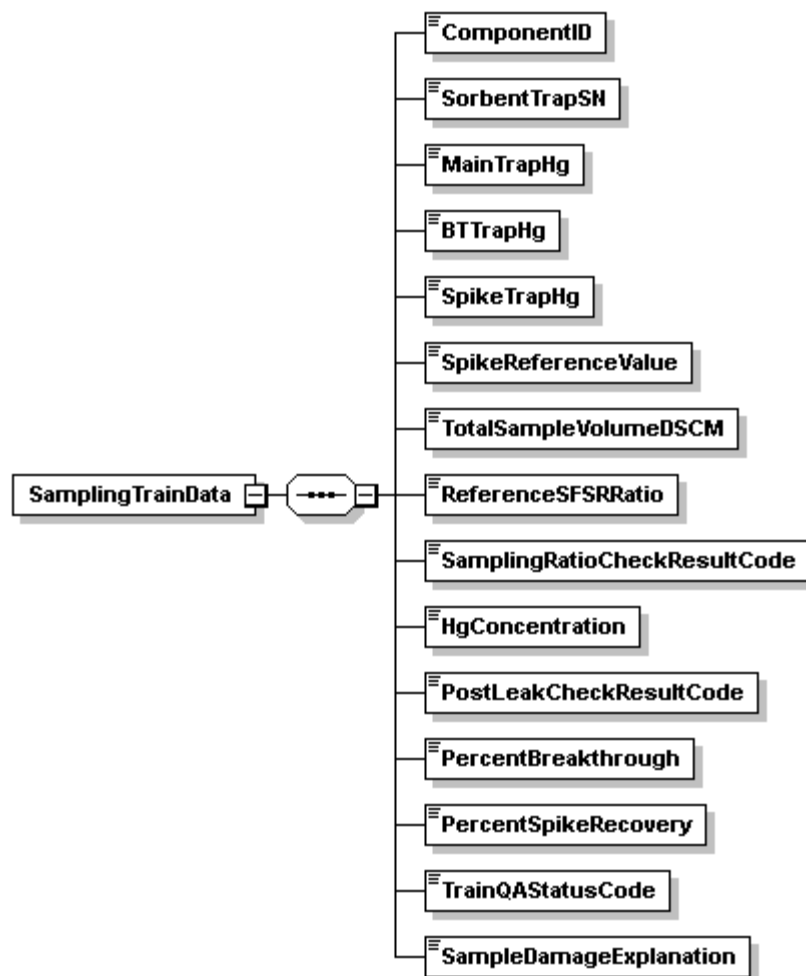 ComponentID
SorbentTrapSN
MainTrapHg
BTTrapHg
SpikeTrapHg
SpikeReferenceValue
TotalSampleVolumeDSCM
SamplingTrainData
ReferenceSFSRRatio
SamplingRatioCheckResultCode
HgConcentration
PostLeakCheckResultCode
PercentBreakthrough
PercentSpikeRecovery
TrainQAStatusCode
SampleDamageExplanation